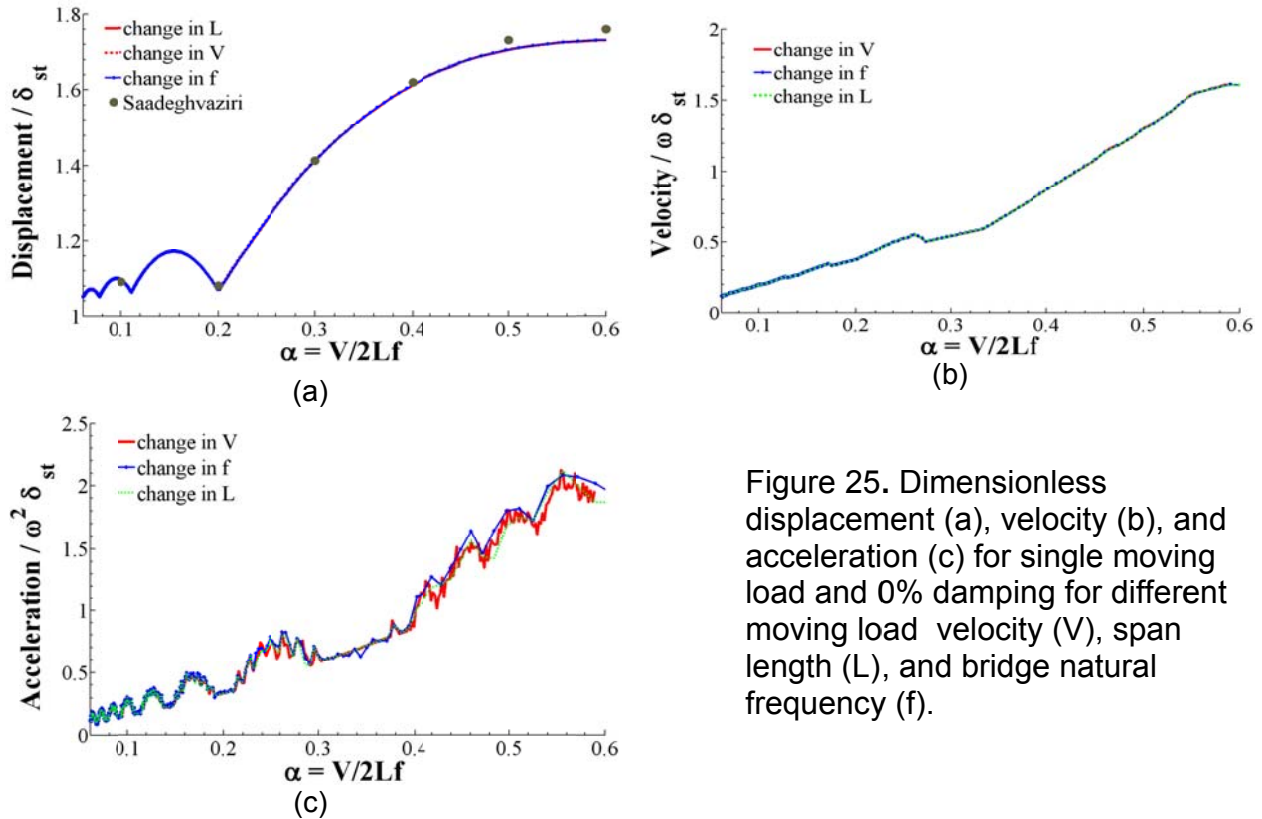 1.8
1.6
1.4
1.2
1
Displacement / δ st
change in L
change in V
change in f
Saadeghvaziri
0.1 0.2 0.3 0.4 0.5 0.6
α = V/2Lf
(a)
2
1.5
1
0.5
0
Velocity / ω δ st
change in V
change in f
change in L
0.1 0.2 0.3 0.4 0.5 0.6
α = V/2Lf
(b)
2.5
2
1.5
1
0.5
0
Acceleration / ω² δ st
change in V
change in f
change in L
0.1 0.2 0.3 0.4 0.5 0.6
α = V/2Lf
(c)
Figure 25. Dimensionless
displacement (a), velocity (b), and
acceleration (c) for single moving
load and 0% damping for different
moving load velocity (V), span
length (L), and bridge natural
frequency (f).